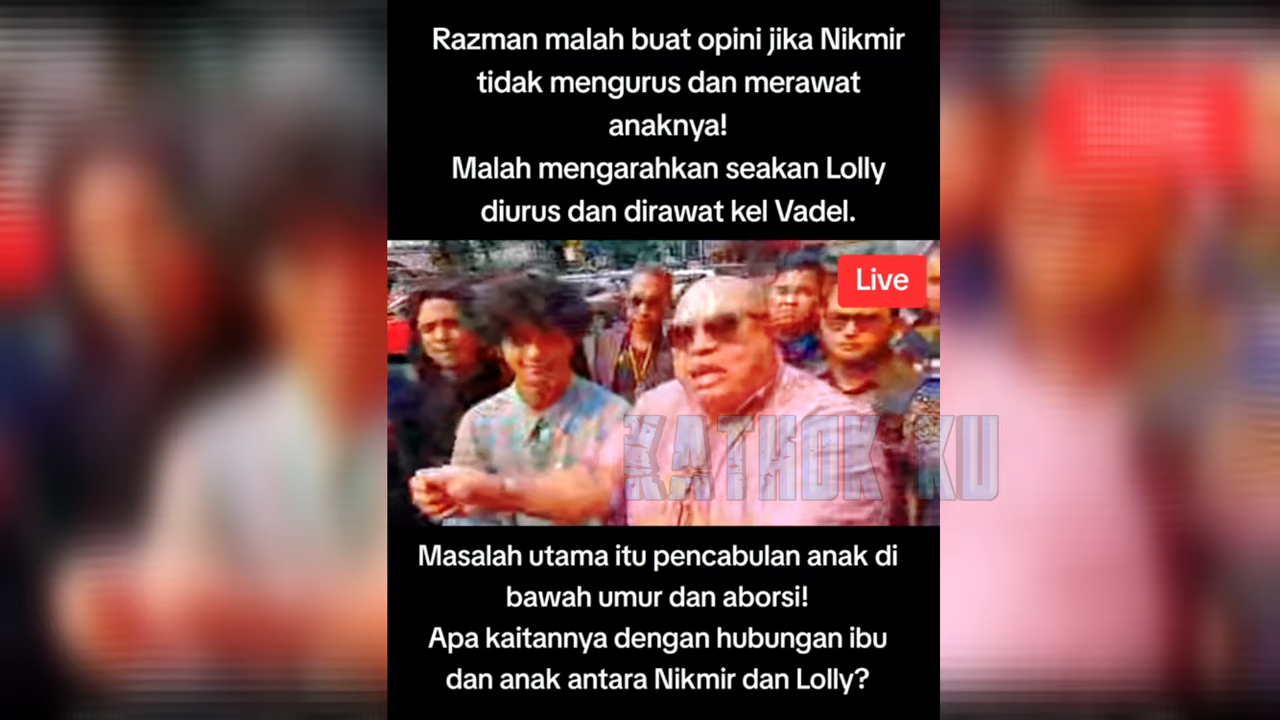 Razman malah buat opini jika Nikmir
tidak mengurus dan merawat
anaknya!
Malah mengarahkan seakan Lolly
diurus dan dirawat kel Vadel.
Live
KATHOK KU
Masalah utama itu pencabulan anak di
bawah umur dan aborsi!
Apa kaitannya dengan hubungan ibu
dan anak antara Nikmir dan Lolly?